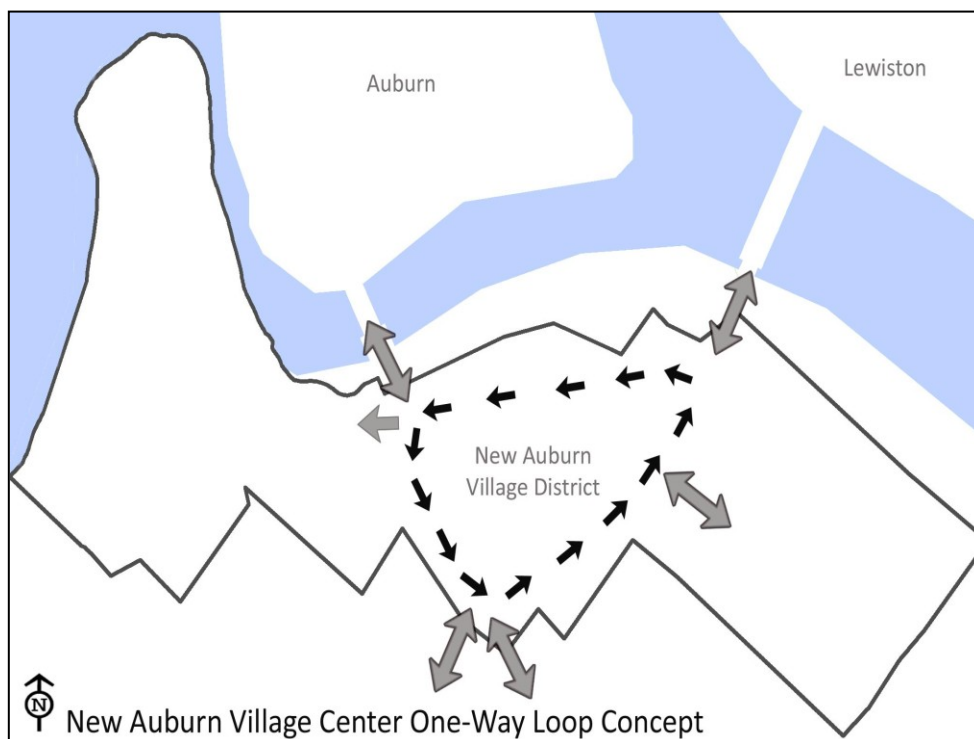 Auburn
Lewiston
New Auburn
Village District
N
New Auburn Village Center One-Way Loop Concept